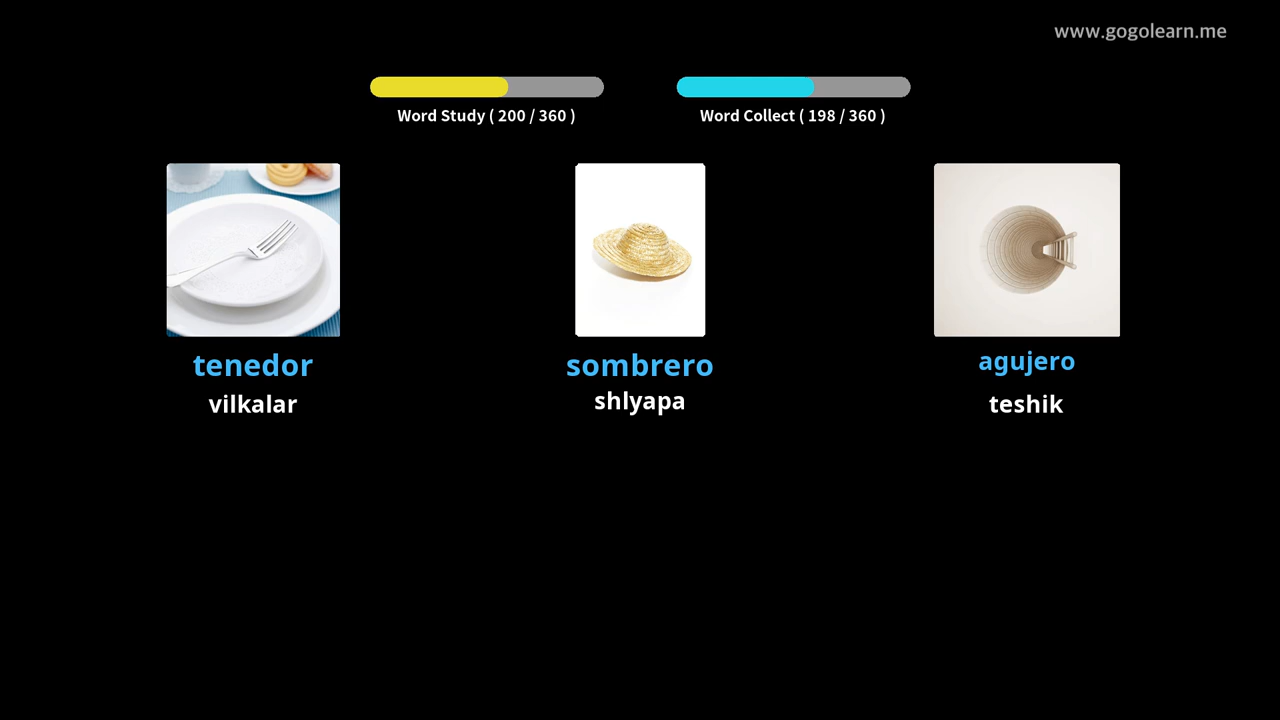 www.gogolearn.me
Word Study ( 200 / 360 )
Word Collect ( 198 / 360 )
tenedor
vilkalar
sombrero
shlyapa
agujero
teshik